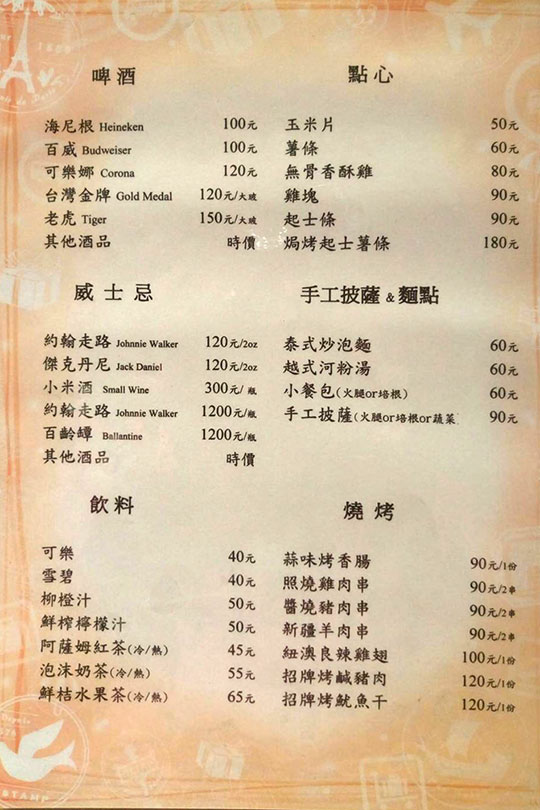 啤酒
海尼根 Heineken 100元
百威 Budweiser 100元
可樂娜 Corona 120元
台灣金牌 Gold Medal 120元/大玻
老虎 Tiger 150元/大玻
其他酒品 時價
點心
玉米片 50元
薯條 60元
無骨香酥雞 80元
雞塊 90元
起士條 90元
焗烤起士薯條 180元
威士忌
約翰走路 Johnnie Walker 120元/2oz
傑克丹尼 Jack Daniel 120元/2oz
小米酒 Small Wine 300元/瓶
約翰走路 Johnnie Walker 1200元/瓶
百齡罈 Ballantine 1200元/瓶
其他酒品 時價
手工披薩&麵點
泰式炒泡麵 60元
越式河粉湯 60元
小餐包(火腿or培根) 60元
手工披薩(火腿or培根or蔬菜 90元
飲料
可樂 40元
雪碧 40元
柳橙汁 50元
鮮榨檸檬汁 50元
阿薩姆紅茶(冷/熱) 45元
泡沫奶茶(冷/熱) 55元
鮮桔水果茶(冷/熱) 65元
燒烤
蒜味烤香腸 90元/1份
照燒雞肉串 90元/2串
醬燒豬肉串 90元/2串
新疆羊肉串 90元/2串
紐澳良辣雞翅 100元/1份
招牌烤鹹豬肉 120元/1份
招牌烤魷魚干 120元/1份
STAMP